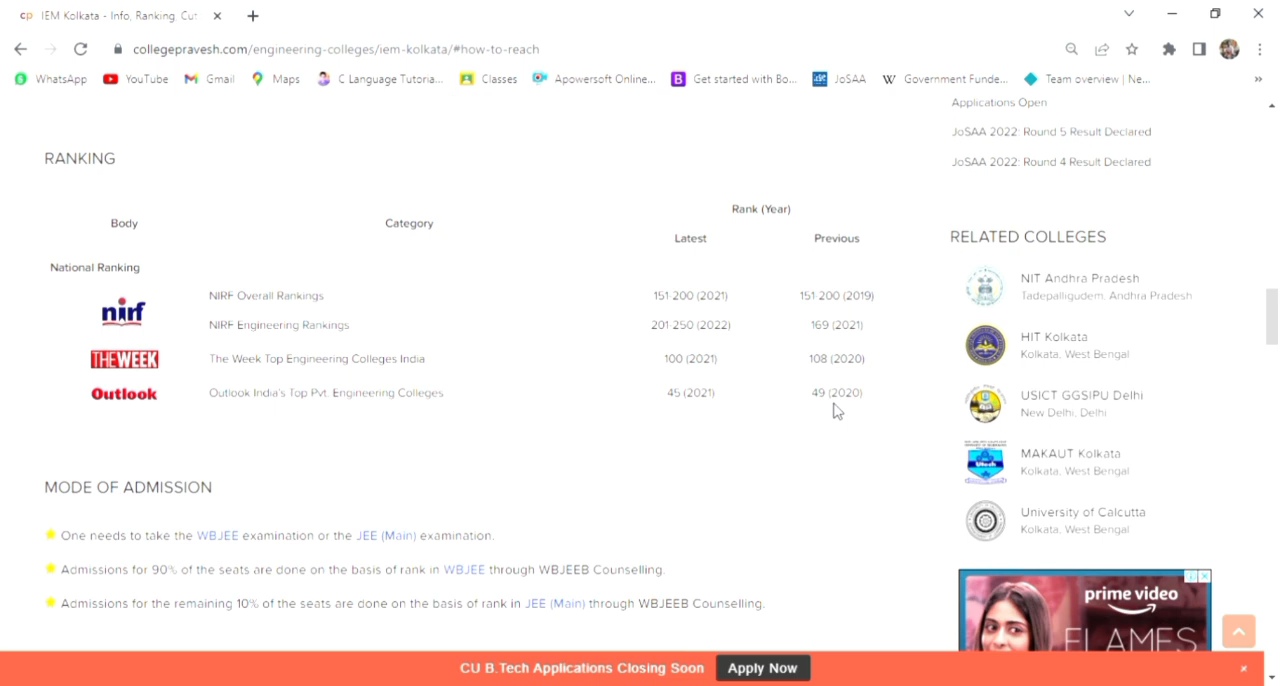 cp IEM Kolkata - Info, Ranking, Cut
collegepravesh.com/engineering-colleges/iem-kolkata/#how-to-reach
WhatsApp YouTube Gmail Maps C Language Tutoria... Classes Apowersoft Online... B Get started with Bo... JoSAA W Government Funde... Team overview | Ne... »
Applications Open
JoSAA 2022: Round 5 Result Declared
JoSAA 2022: Round 4 Result Declared
RANKING
Body Category Rank (Year)
Latest Previous
National Ranking
nirf NIRF Overall Rankings 151-200 (2021) 151-200 (2019)
NIRF Engineering Rankings 201-250 (2022) 169 (2021)
THE WEEK The Week Top Engineering Colleges India 100 (2021) 108 (2020)
Outlook Outlook India's Top Pvt. Engineering Colleges 45 (2021) 49 (2020)
MODE OF ADMISSION
One needs to take the WBJEE examination or the JEE (Main) examination.
Admissions for 90% of the seats are done on the basis of rank in WBJEE through WBJEEB Counselling.
Admissions for the remaining 10% of the seats are done on the basis of rank in JEE (Main) through WBJEEB Counselling.
RELATED COLLEGES
NIT Andhra Pradesh
Tadepalligudem, Andhra Pradesh
HIT Kolkata
Kolkata, West Bengal
USICT GGSIPU Delhi
New Delhi, Delhi
MAKAUT Kolkata
Kolkata, West Bengal
University of Calcutta
Kolkata, West Bengal
prime video
FLAMES
CU B.Tech Applications Closing Soon Apply Now ×